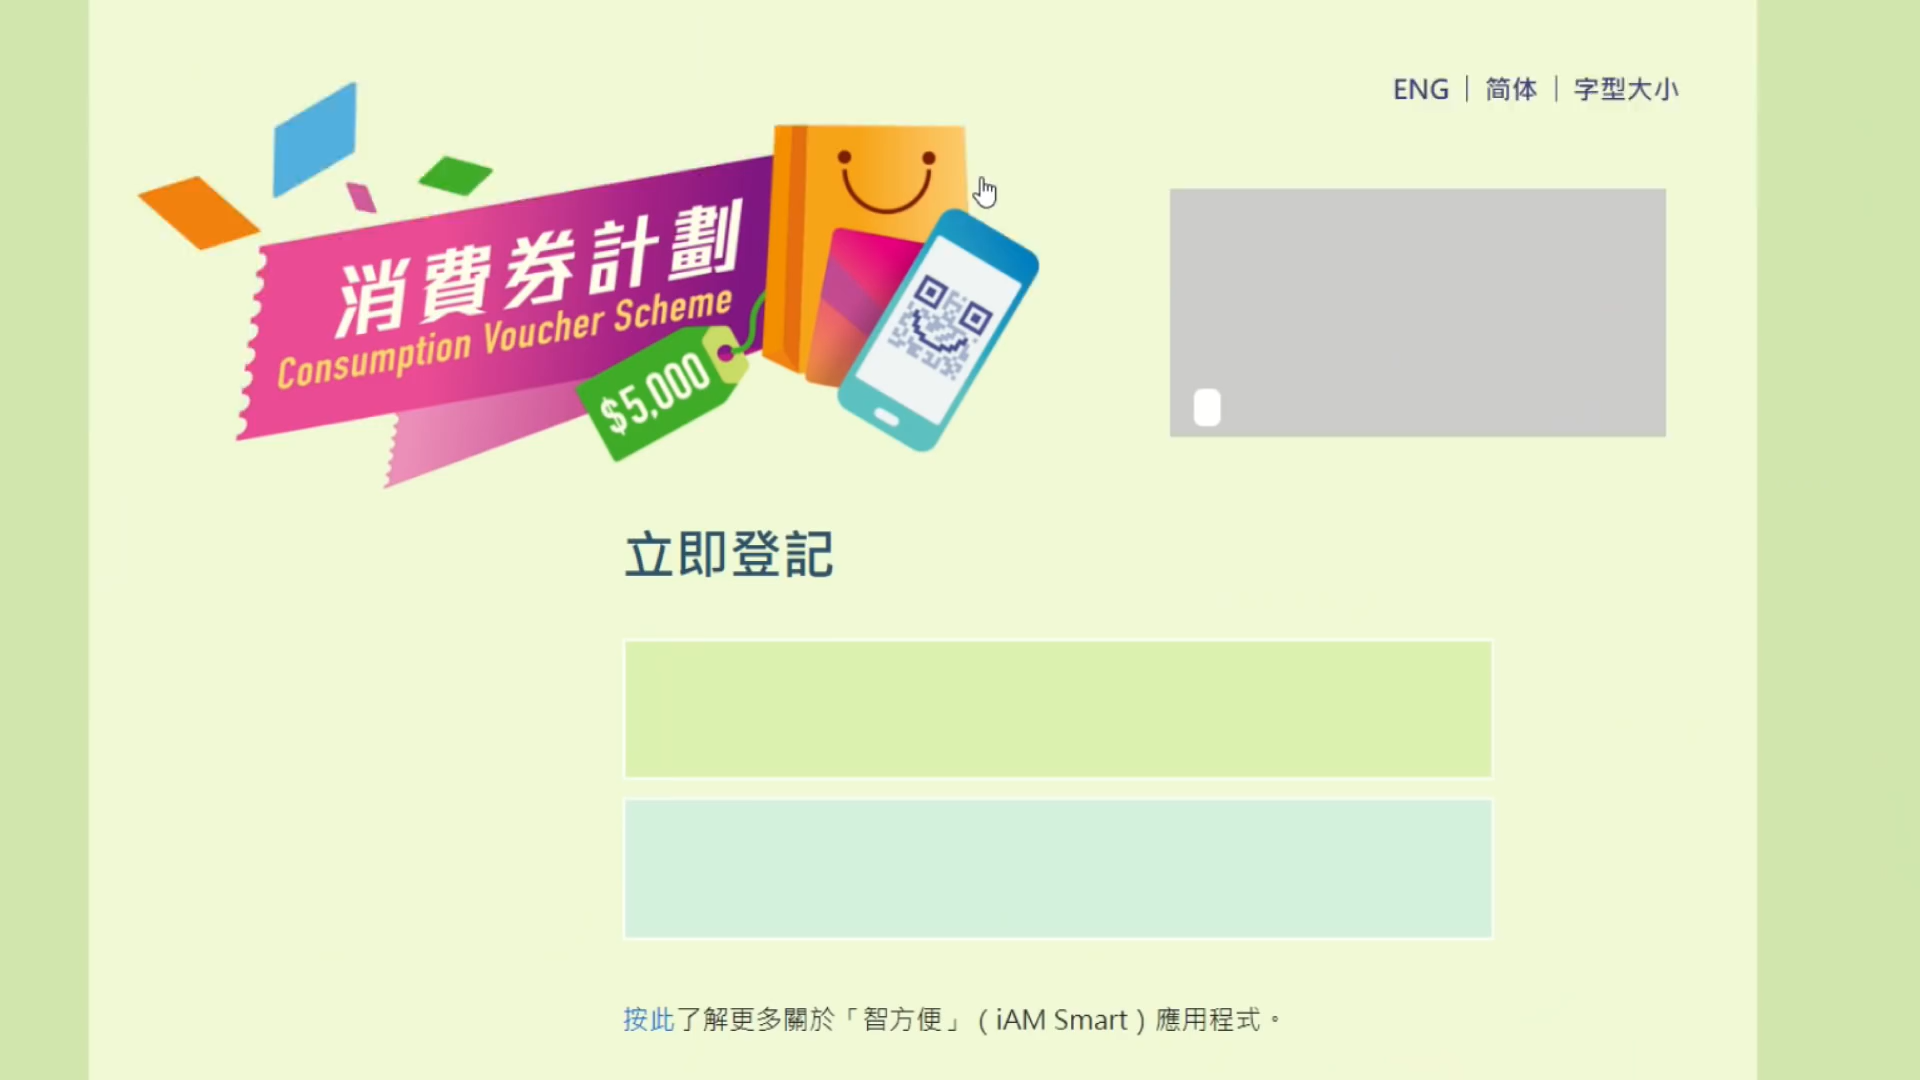 ENG | 简体 | 字型大小
消費券計劃
Consumption Voucher Scheme
$5,000
立即登記
按此了解更多關於「智方便」（iAM Smart）應用程式。